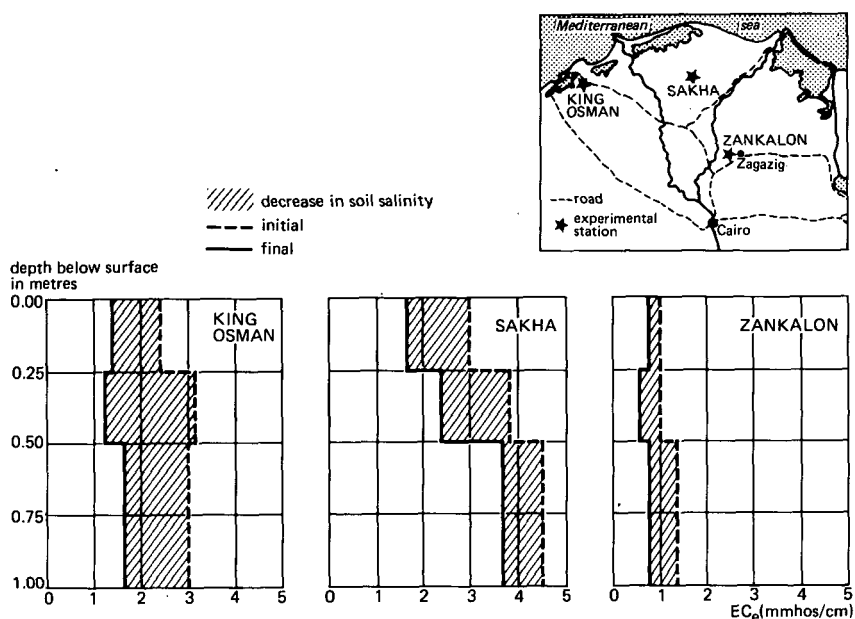 Mediterranean sea
KING
OSMAN
SAKHA
ZANKALON
Zagazig
---road
★ experimental
station
Cairo
decrease in soil salinity
initial
final
depth below surface
in metres
0.00
0.25
0.50
0.75
1.00
KING
OSMAN
0 1 2 3 4 5
SAKHA
0 1 2 3 4 5
ZANKALON
0 1 2 3 4 5
ECe(mmhos/cm)